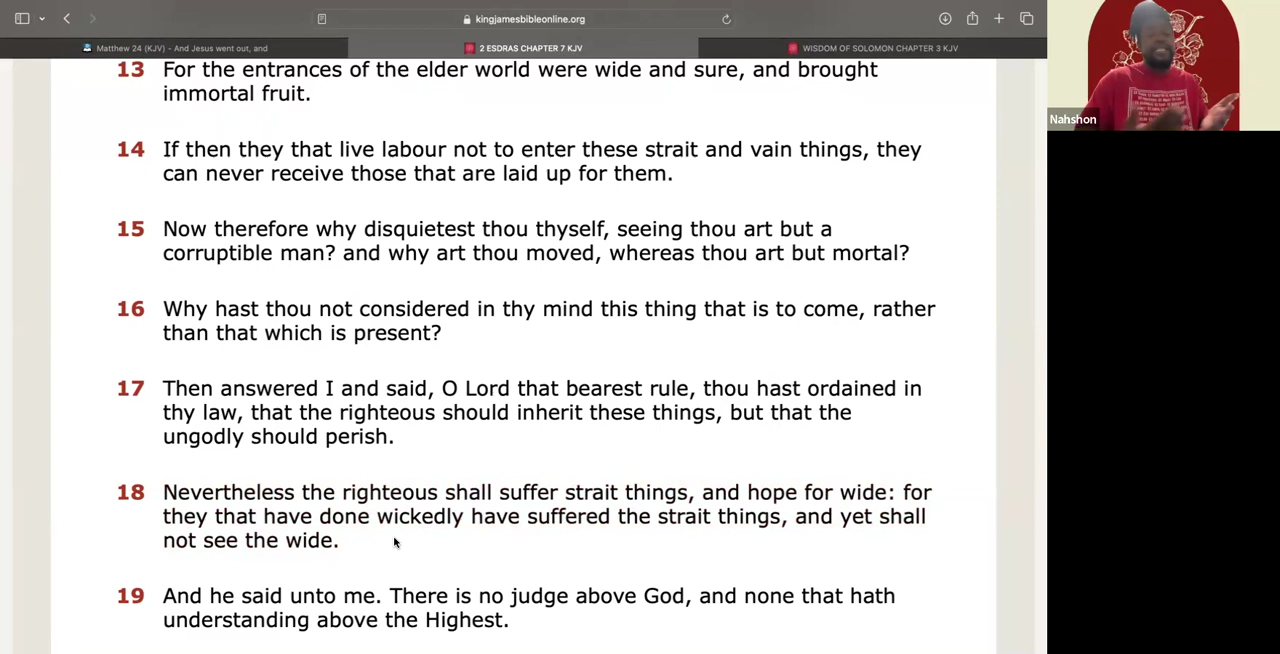 kingjamesbibleonline.org
Matthew 24 (KJV) - And Jesus went out, and
2 ESDRAS CHAPTER 7 KJV
WISDOM OF SOLOMON CHAPTER 3 KJV
13 For the entrances of the elder world were wide and sure, and brought
immortal fruit.
14 If then they that live labour not to enter these strait and vain things, they
can never receive those that are laid up for them.
15 Now therefore why disquietest thou thyself, seeing thou art but a
corruptible man? and why art thou moved, whereas thou art but mortal?
16 Why hast thou not considered in thy mind this thing that is to come, rather
than that which is present?
17 Then answered I and said, O Lord that bearest rule, thou hast ordained in
thy law, that the righteous should inherit these things, but that the
ungodly should perish.
18 Nevertheless the righteous shall suffer strait things, and hope for wide: for
they that have done wickedly have suffered the strait things, and yet shall
not see the wide.
19 And he said unto me. There is no judge above God, and none that hath
understanding above the Highest.
Nahshon